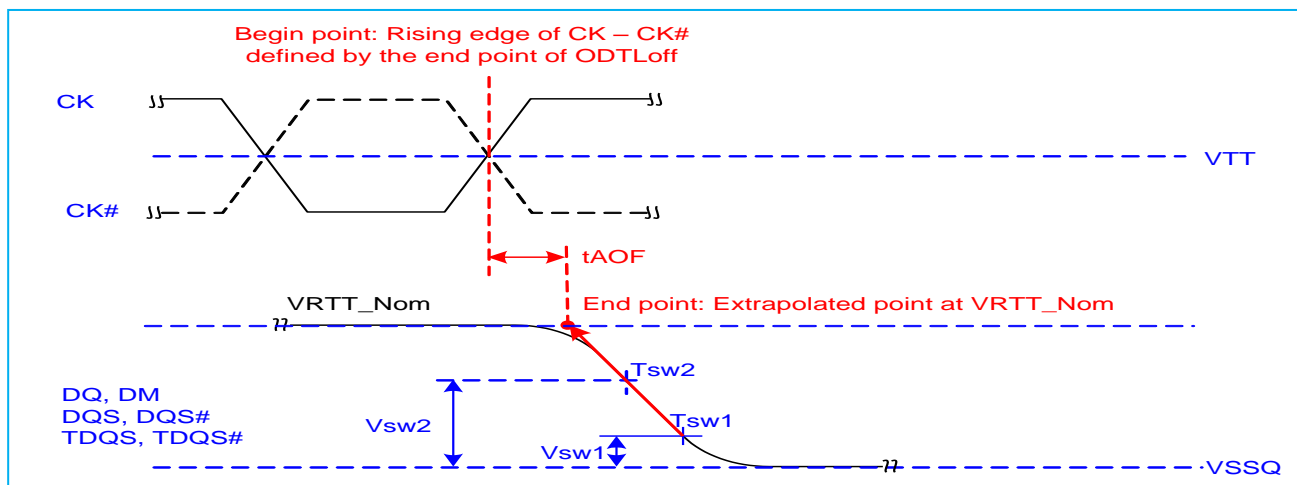 Begin point: Rising edge of CK – CK#
defined by the end point of ODTLoff
CK
VTT
CK#
tAOF
VRTT_Nom
End point: Extrapolated point at VRTT_Nom
Tsw2
DQ, DM
DQS, DQS#
TDQS, TDQS#
Vsw2
Tsw1
Vsw1
VSSQ